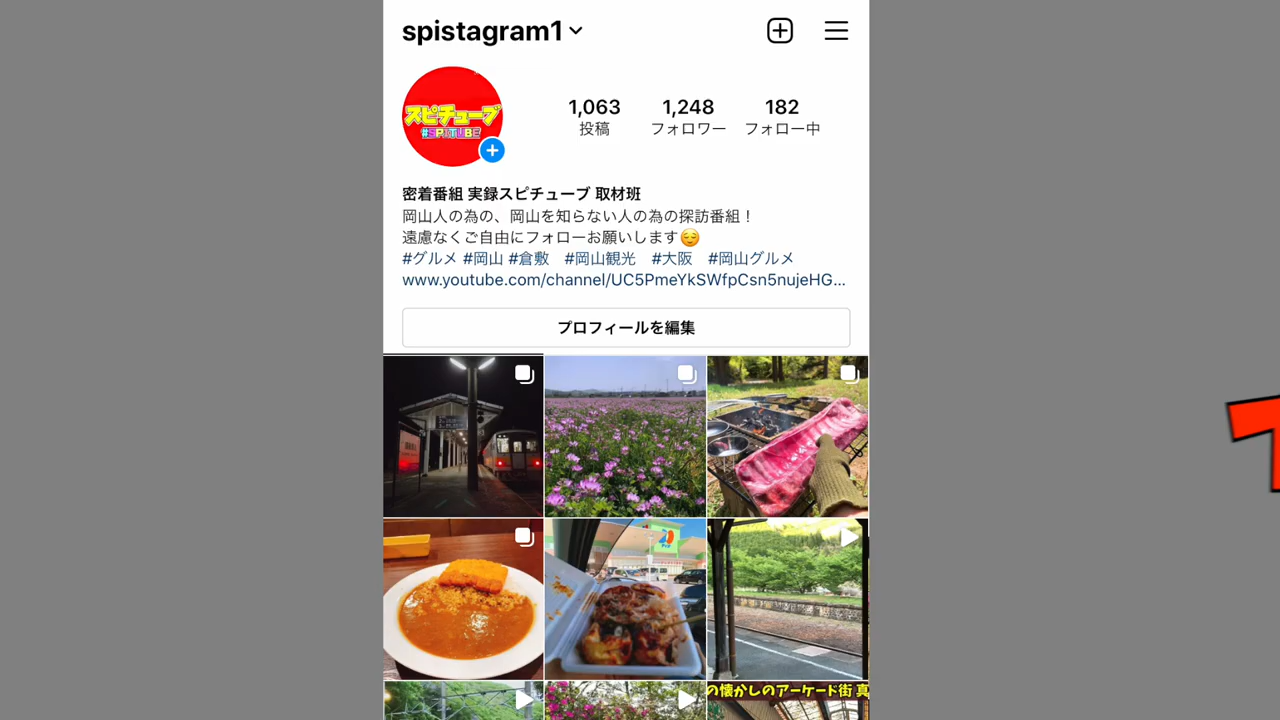 spistagram1
スピチューブ
#SPITUBE
1,063
投稿
1,248
フォロワー
182
フォロー中
密着番組 実録スピチューブ 取材班
岡山人の為の、岡山を知らない人の為の探訪番組！
遠慮なくご自由にフォローお願いします😌
#グルメ #岡山 #倉敷　#岡山観光　#大阪　#岡山グルメ
www.youtube.com/channel/UC5PmeYkSWfpCsn5nujeHG...
プロフィールを編集
の懐かしのアーケード街 真